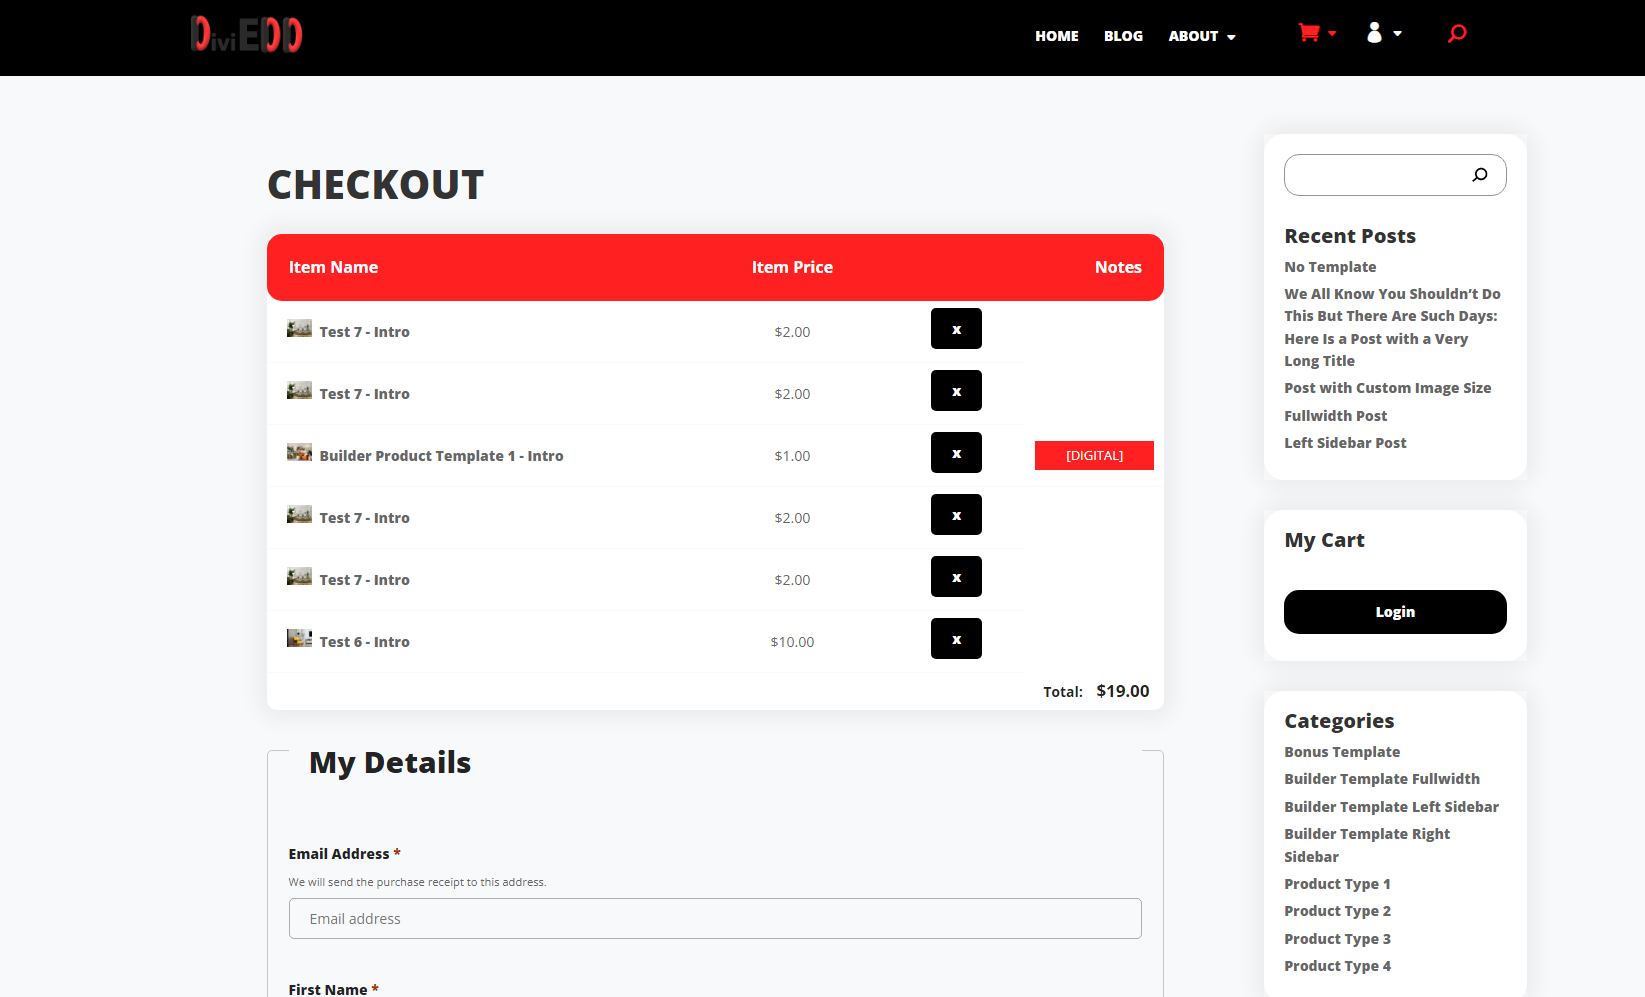 DiviEDD
HOME BLOG ABOUT
CHECKOUT
Item Name Item Price Notes
Test 7 - Intro $2.00 x
Test 7 - Intro $2.00 x
Builder Product Template 1 - Intro $1.00 x [DIGITAL]
Test 7 - Intro $2.00 x
Test 7 - Intro $2.00 x
Test 6 - Intro $10.00 x
Total: $19.00
My Details
Email Address *
We will send the purchase receipt to this address.
Email address
First Name *
Recent Posts
No Template
We All Know You Shouldn’t Do
This But There Are Such Days:
Here Is a Post with a Very
Long Title
Post with Custom Image Size
Fullwidth Post
Left Sidebar Post
My Cart
Login
Categories
Bonus Template
Builder Template Fullwidth
Builder Template Left Sidebar
Builder Template Right
Sidebar
Product Type 1
Product Type 2
Product Type 3
Product Type 4